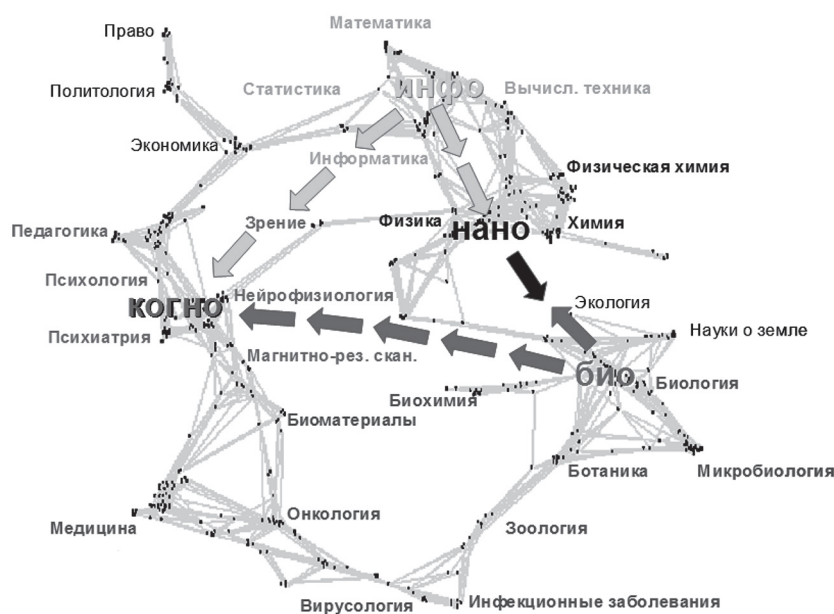 Математика
Право
Политология
Статистика
инфо
Вычисл. техника
Экономика
Информатика
Физическая химия
Зрение
Физика
нано
Химия
Педагогика
Психология
когно
Нейрофизиология
Экология
Психиатрия
Науки о земле
Магнитно-рез. скан.
био
Биология
Биохимия
Биоматериалы
Ботаника
Микробиология
Медицина
Онкология
Зоология
Вирусология
Инфекционные заболевания